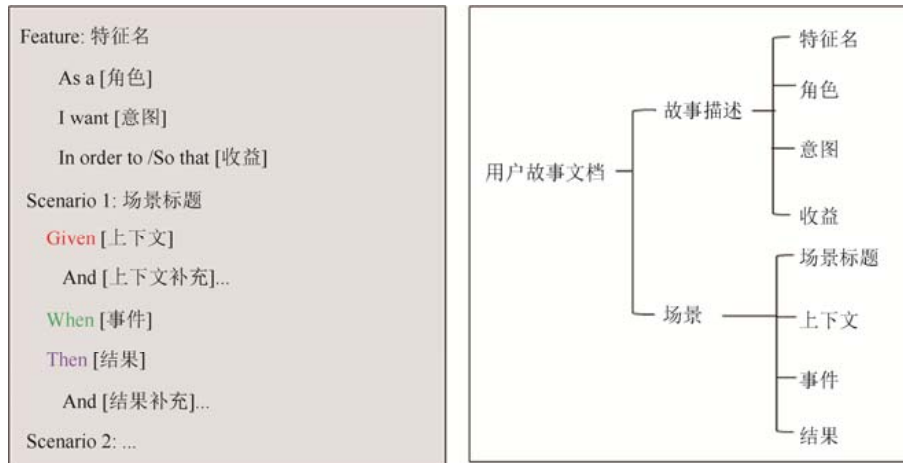 Feature: 特征名
As a [角色]
I want [意图]
In order to /So that [收益]
Scenario 1: 场景标题
Given [上下文]
And [上下文补充]...
When [事件]
Then [结果]
And [结果补充]...
Scenario 2: ...
用户故事文档
故事描述
特征名
角色
意图
收益
场景
场景标题
上下文
事件
结果